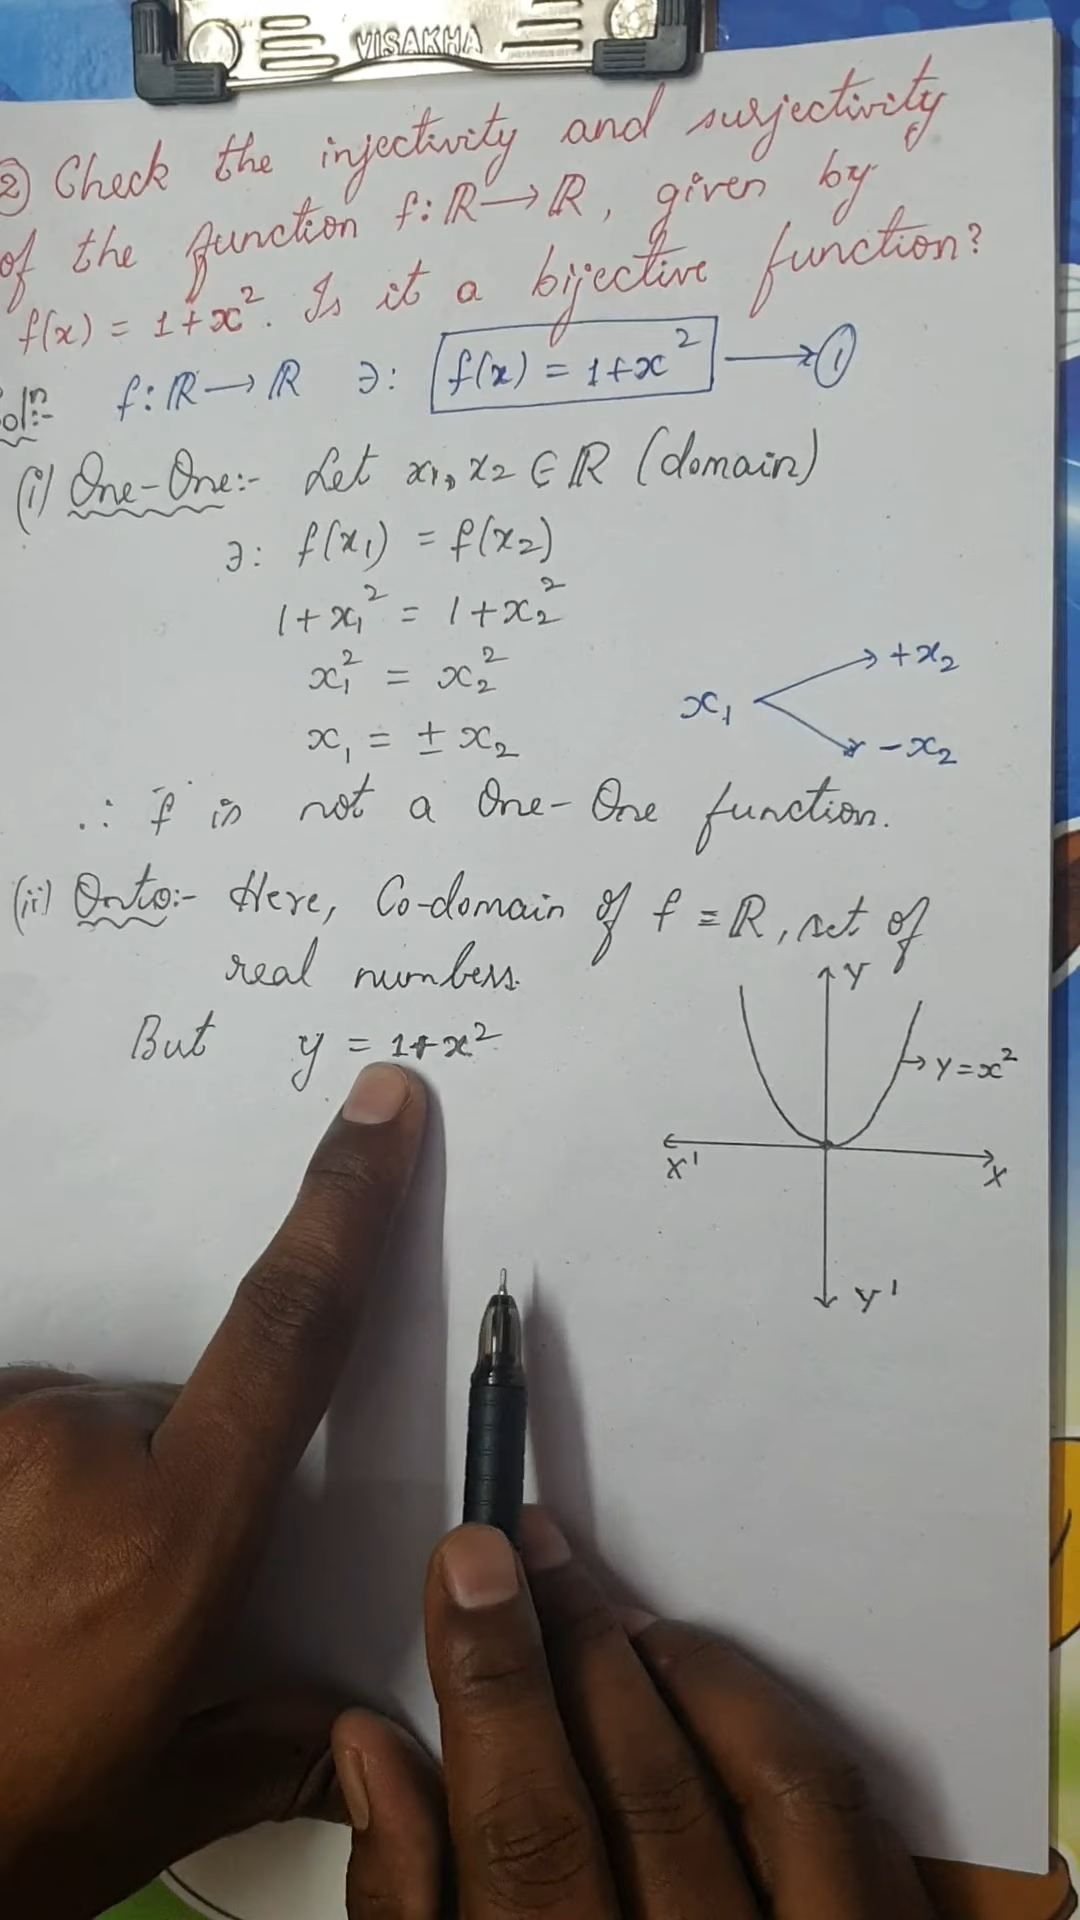 VISAKHA
② Check the injectivity and surjectivity
of the function f: ℝ → ℝ, given by
f(x) = 1+x². Is it a bijective function?
Solⁿ:- f: ℝ → ℝ ∋: f(x) = 1+x² → ①
(i) One-One:- Let x₁, x₂ ∈ ℝ (domain)
∋: f(x₁) = f(x₂)
1+x₁² = 1+x₂²
x₁² = x₂²
x₁ = ± x₂
x₁ → +x₂
→ -x₂
∴ f is not a One-One function.
(ii) Onto:- Here, Co-domain of f = ℝ, set of
real numbers.
But y = 1+x²
Y
→ y=x²
X' X
Y'